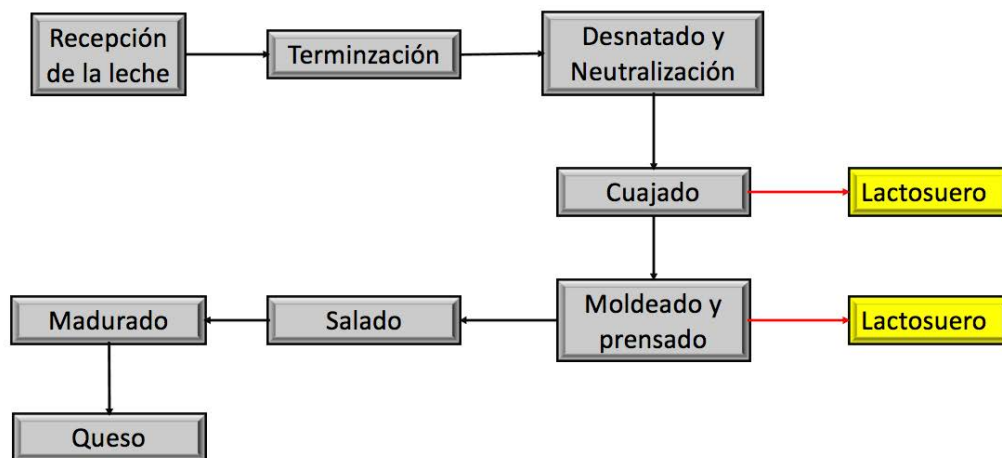 Recepción
de la leche
Terminzación
Desnatado y
Neutralización
Cuajado
Lactosuero
Moldeado y
prensado
Lactosuero
Salado
Madurado
Queso